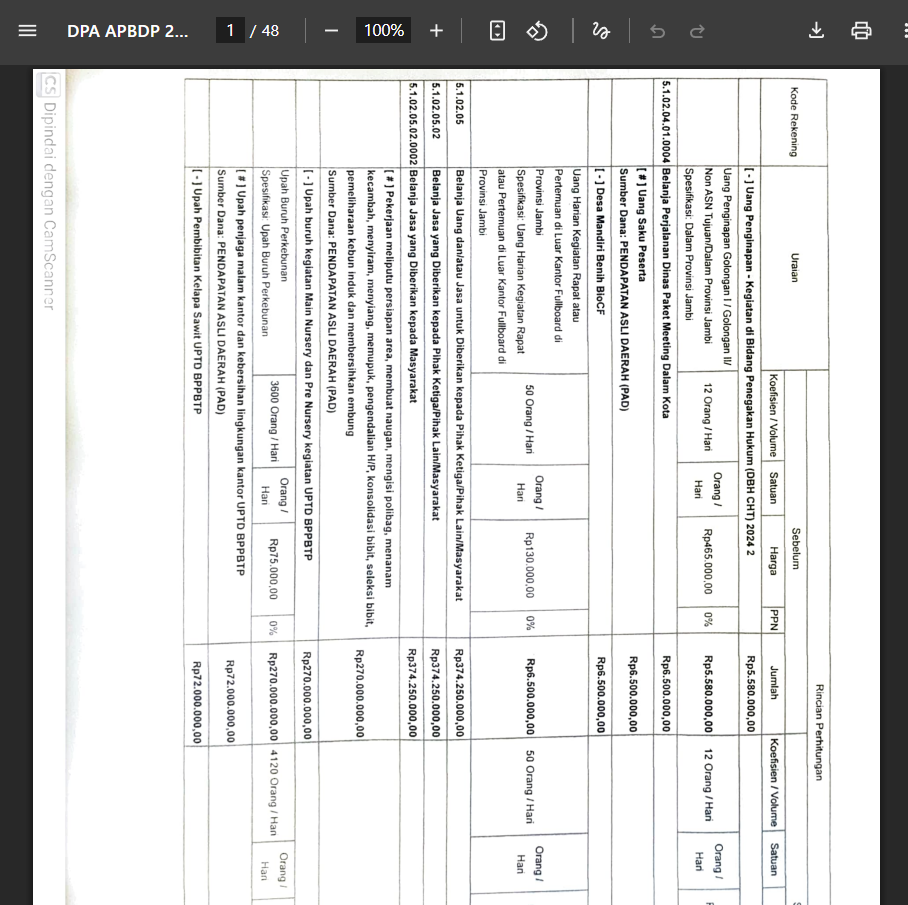 DPA APBDP 2...
1 / 48
100%
CS Dipindai dengan CamScanner
Rincian Perhitungan
Kode Rekening
Uraian
Sebelum
Koefisien / Volume
Satuan
Harga
PPN
Jumlah
Koefisien / Volume
Satuan
[ - ] Uang Penginapan - Kegiatan di Bidang Penegakan Hukum (DBH CHT) 2024 2
Rp5.580.000,00
Uang Penginapan Golongan I / Golongan II/
Non ASN Tujuan/Dalam Provinsi Jambi
Spesifikasi: Dalam Provinsi Jambi
12 Orang / Hari
Orang /
Hari
Rp465.000,00
0%
Rp5.580.000,00
12 Orang / Hari
Orang /
Hari
5.1.02.04.01.0004
Belanja Perjalanan Dinas Paket Meeting Dalam Kota
Rp6.500.000,00
[ # ] Uang Saku Peserta
Sumber Dana: PENDAPATAN ASLI DAERAH (PAD)
Rp6.500.000,00
[ - ] Desa Mandiri Benih BioCF
Rp6.500.000,00
Uang Harian Kegiatan Rapat atau
Pertemuan di Luar Kantor Fullboard di
Provinsi Jambi
Spesifikasi: Uang Harian Kegiatan Rapat
atau Pertemuan di Luar Kantor Fullboard di
Provinsi Jambi
50 Orang / Hari
Orang /
Hari
Rp130.000,00
0%
Rp6.500.000,00
50 Orang / Hari
Orang /
Hari
5.1.02.05
Belanja Uang dan/atau Jasa untuk Diberikan kepada Pihak Ketiga/Pihak Lain/Masyarakat
Rp374.250.000,00
5.1.02.05.02
Belanja Jasa yang Diberikan kepada Pihak Ketiga/Pihak Lain/Masyarakat
Rp374.250.000,00
5.1.02.05.02.0002
Belanja Jasa yang Diberikan kepada Masyarakat
Rp374.250.000,00
[ # ] Pekerjaan meliputu persiapan area, membuat naugan, mengisi polibag, menanam
kecambah, menyiram, menyiang, memupuk, pengendalian H/P, konsolidasi bibit, seleksi bibit,
pemeliharaan kebun induk dan membersihkan embung
Sumber Dana: PENDAPATAN ASLI DAERAH (PAD)
Rp270.000.000,00
[ - ] Upah buruh kegiatan Main Nursery dan Pre Nursery kegiatan UPTD BPPBTP
Rp270.000.000,00
Upah Buruh Perkebunan
Spesifikasi: Upah Buruh Perkebunan
3600 Orang / Hari
Orang /
Hari
Rp75.000,00
0%
Rp270.000.000,00
4120 Orang / Hari
Orang /
Hari
[ # ] Upah penjaga malam kantor dan kebersihan lingkungan kantor UPTD BPPBTP
Sumber Dana: PENDAPATAN ASLI DAERAH (PAD)
Rp72.000.000,00
[ - ] Upah Pembibitan Kelapa Sawit UPTD BPPBTP
Rp72.000.000,00